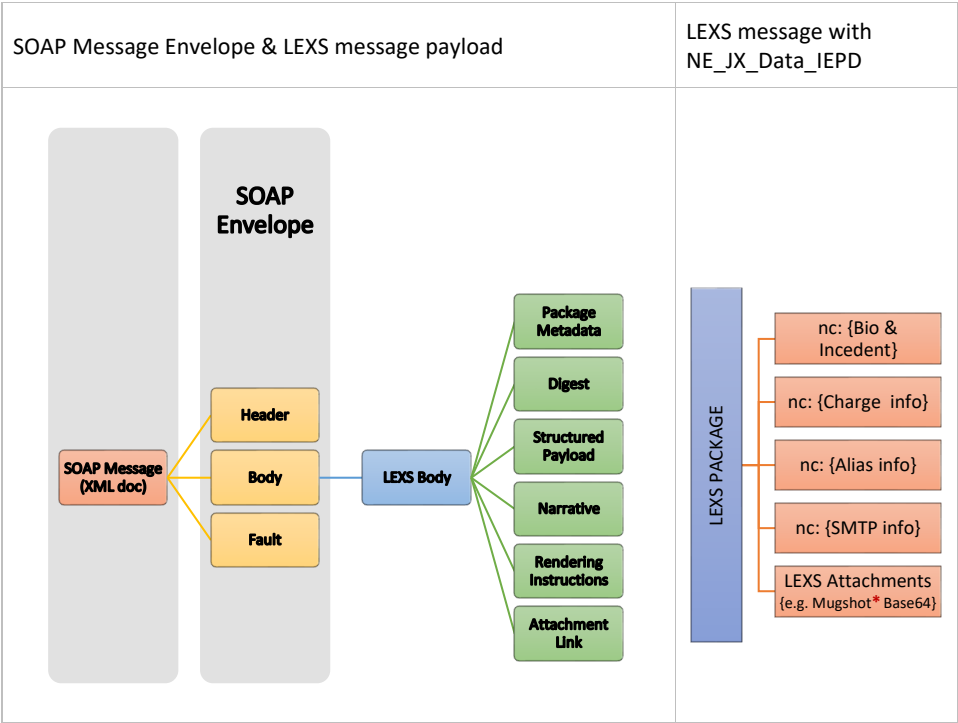 SOAP Message Envelope & LEXS message payload
LEXS message with
NE_JX_Data_IEPD
SOAP
Envelope
SOAP Message
(XML doc)
Header
Body
Fault
LEXS Body
Package
Metadata
Digest
Structured
Payload
Narrative
Rendering
Instructions
Attachment
Link
LEXS PACKAGE
nc: {Bio &
Incedent}
nc: {Charge  info}
nc: {Alias info}
nc: {SMTP info}
LEXS Attachments
{e.g. Mugshot* Base64}